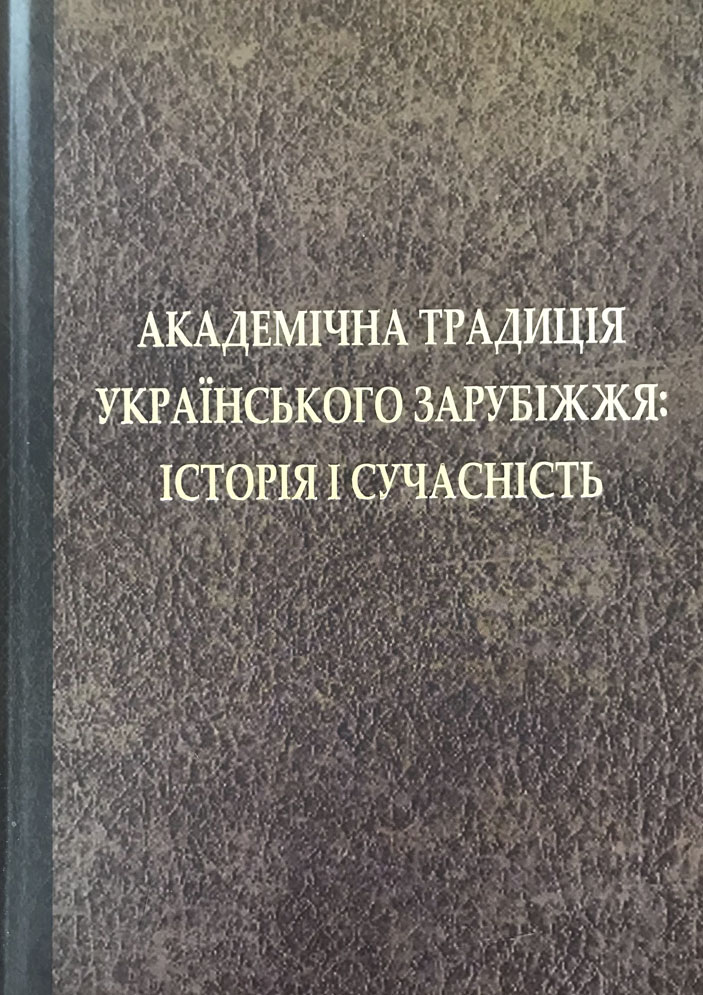 АКАДЕМІЧНА ТРАДИЦІЯ
УКРАЇНСЬКОГО ЗАРУБІЖЖЯ:
ІСТОРІЯ І СУЧАСНІСТЬ